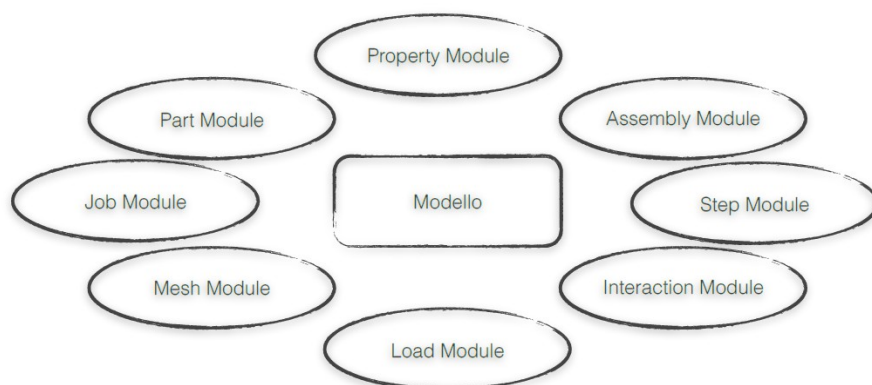 Property Module
Part Module
Assembly Module
Job Module
Modello
Step Module
Mesh Module
Interaction Module
Load Module